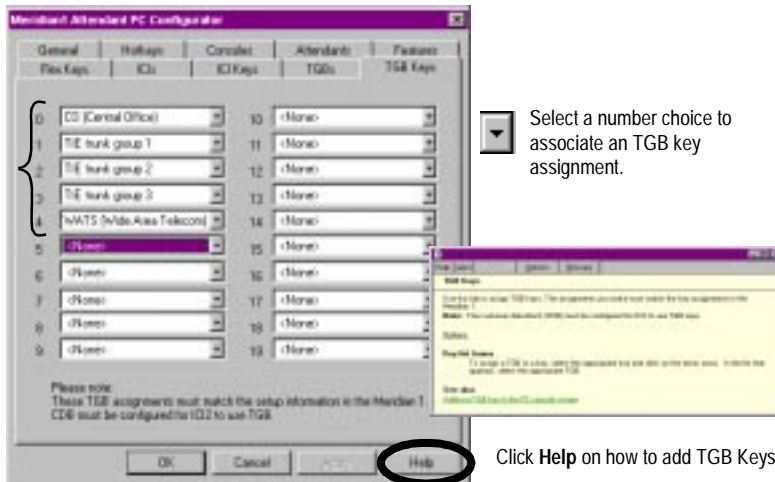 Meridian1 Attendant PC Configurator
General Hotkeys Consoles Attendants Features
Flex Keys ICIs ICI Keys TGBs TGB Keys
0 CO (Central Office) 10 <None>
1 TIE trunk group 1 11 <None>
2 TIE trunk group 2 12 <None>
3 TIE trunk group 3 13 <None>
4 WATS (Wide Area Telecom) 14 <None>
5 <None> 15 <None>
6 <None> 16 <None>
7 <None> 17 <None>
8 <None> 18 <None>
9 <None> 19 <None>
Please note:
These TGB assignments must match the setup information in the Meridian 1.
CDB must be configured for ICI2 to use TGB.
OK Cancel Apply Help
Select a number choice to
associate an TGB key
assignment.
TGB Keys
See also
Click Help on how to add TGB Keys